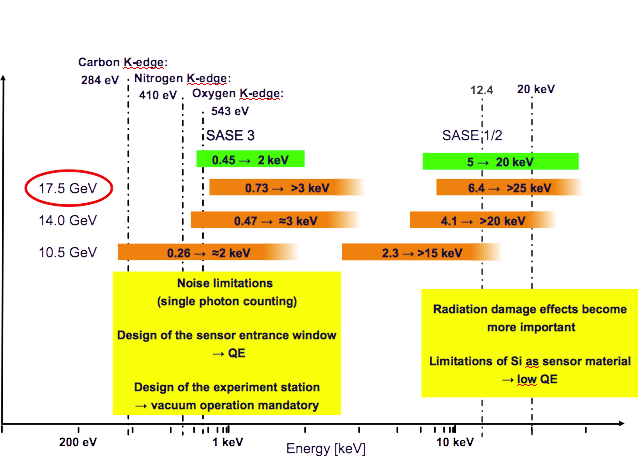 Carbon K-edge:
284 eV
Nitrogen K-edge:
410 eV
Oxygen K-edge:
543 eV
12.4
20 keV
SASE 3
SASE 1/2
0.45 → 2 keV
5 → 20 keV
17.5 GeV
0.73 → >3 keV
6.4 → >25 keV
14.0 GeV
0.47 → ≈3 keV
4.1 → >20 keV
10.5 GeV
0.26 → ≈2 keV
2.3 → >15 keV
Noise limitations
(single photon counting)
Design of the sensor entrance window
→ QE
Design of the experiment station
→ vacuum operation mandatory
Radiation damage effects become
more important
Limitations of Si as sensor material
→ low QE
200 eV
1 keV
10 keV
Energy [keV]